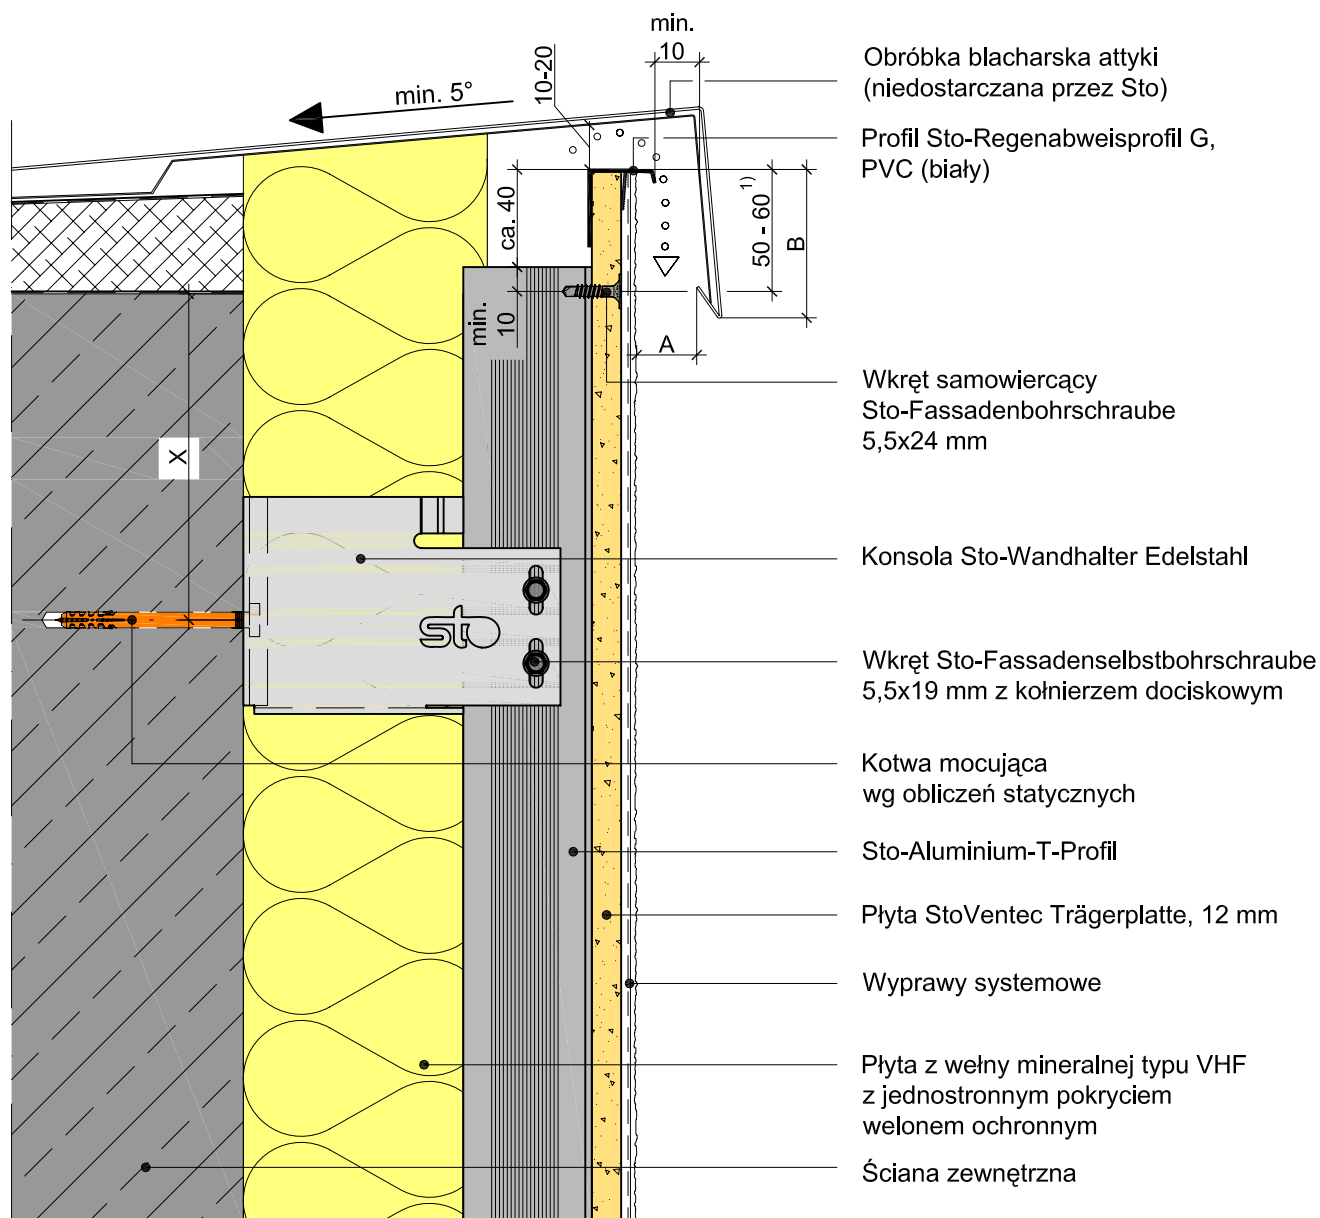 min.
10
10-20
min. 5°
Obróbka blacharska attyki
(niedostarczana przez Sto)
Profil Sto-Regenabweisprofil G,
PVC (biały)
ca. 40
50 - 60 1)
B
min.
10
A
Wkręt samowiercący
Sto-Fassadenbohrschraube
5,5x24 mm
X
Konsola Sto-Wandhalter Edelstahl
sto
Wkręt Sto-Fassadenselbstbohrschraube
5,5x19 mm z kołnierzem dociskowym
Kotwa mocująca
wg obliczeń statycznych
Sto-Aluminium-T-Profil
Płyta StoVentec Trägerplatte, 12 mm
Wyprawy systemowe
Płyta z wełny mineralnej typu VHF
z jednostronnym pokryciem
welonem ochronnym
Ściana zewnętrzna